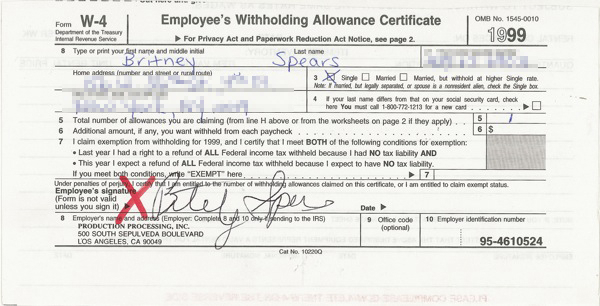 Form W-4
Department of the Treasury
Internal Revenue Service
Employee's Withholding Allowance Certificate
▶ For Privacy Act and Paperwork Reduction Act Notice, see page 2.
OMB No. 1545-0010
1999
8 Type or print your first name and middle initial
Last name
Britney Spears
Home address (number and street or rural route)
3 Single Married Married, but withhold at higher Single rate.
Note: If married, but legally separated, or spouse is a nonresident alien, check the Single box.
4 If your last name differs from that on your social security card, check
here. You must call 1-800-772-1213 for a new card ▶
5 Total number of allowances you are claiming (from line H above or from the worksheets on page 2 if they apply) . 5 1
6 Additional amount, if any, you want withheld from each paycheck 6 $
7 I claim exemption from withholding for 1999, and I certify that I meet BOTH of the following conditions for exemption:
• Last year I had a right to a refund of ALL Federal income tax withheld because I had NO tax liability AND
• This year I expect a refund of ALL Federal income tax withheld because I expect to have NO tax liability.
If you meet both conditions, write "EXEMPT" here ▶ 7
Under penalties of perjury, I certify that I am entitled to the number of withholding allowances claimed on this certificate, or I am entitled to claim exempt status.
Employee's signature
(Form is not valid
unless you sign it) ▶ X
Date ▶
8 Employer's name and address (Employer: Complete 8 and 10 only if sending to the IRS)
9 Office code
(optional)
10 Employer identification number
PRODUCTION PROCESSING, INC.
500 SOUTH SEPULVEDA BOULEVARD
LOS ANGELES, CA 90049
95-4610524
Cat No. 10220Q